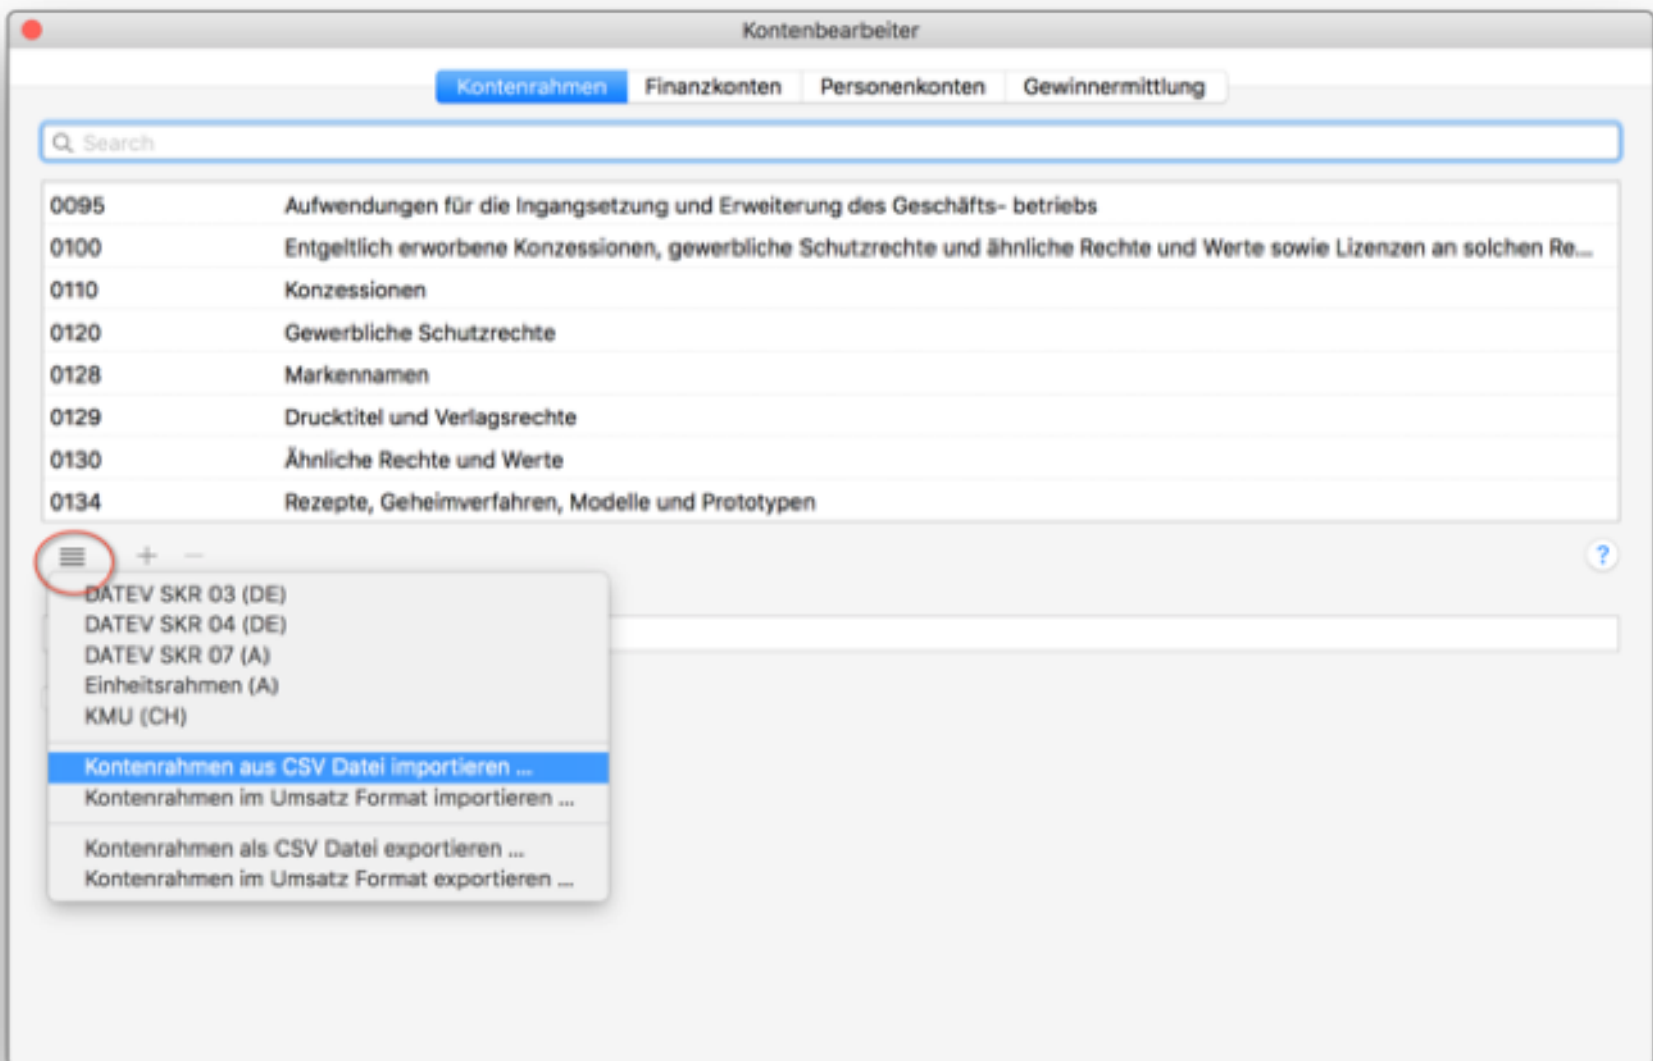 Kontenbearbeiter
Kontenrahmen Finanzkonten Personenkonten Gewinnermittlung
Search
0095 Aufwendungen für die Ingangsetzung und Erweiterung des Geschäfts- betriebs
0100 Entgeltlich erworbene Konzessionen, gewerbliche Schutzrechte und ähnliche Rechte und Werte sowie Lizenzen an solchen Re...
0110 Konzessionen
0120 Gewerbliche Schutzrechte
0128 Markennamen
0129 Drucktitel und Verlagsrechte
0130 Ähnliche Rechte und Werte
0134 Rezepte, Geheimverfahren, Modelle und Prototypen
+ − ?
DATEV SKR 03 (DE)
DATEV SKR 04 (DE)
DATEV SKR 07 (A)
Einheitsrahmen (A)
KMU (CH)
Kontenrahmen aus CSV Datei importieren ...
Kontenrahmen im Umsatz Format importieren ...
Kontenrahmen als CSV Datei exportieren ...
Kontenrahmen im Umsatz Format exportieren ...